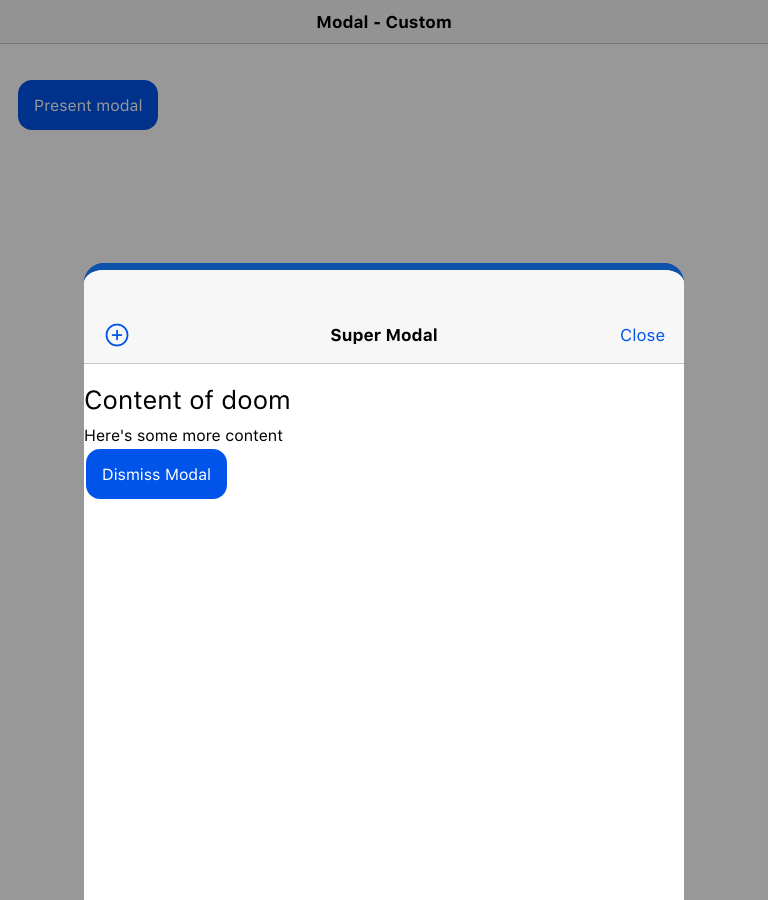 Modal - Custom
Present modal
Super Modal
Close
Content of doom
Here's some more content
Dismiss Modal